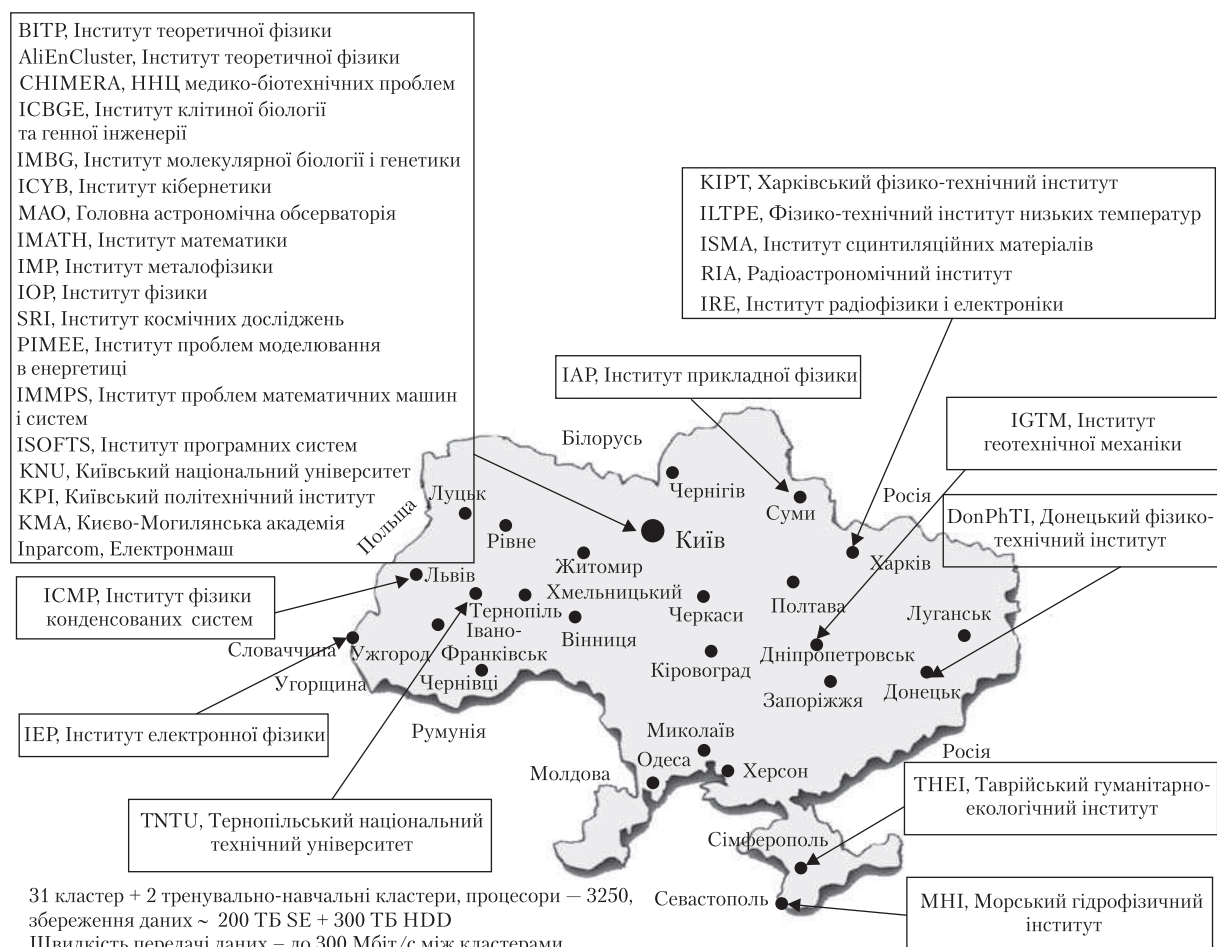 BITP, Інститут теоретичної фізики
AliEnCluster, Інститут теоретичної фізики
CHIMERA, ННЦ медико-біотехнічних проблем
ICBGE, Інститут клітиної біології
та генної інженерії
IMBG, Інститут молекулярної біології і генетики
ICYB, Інститут кібернетики
MAO, Головна астрономічна обсерваторія
IMATH, Інститут математики
IMP, Інститут металофізики
IOP, Інститут фізики
SRI, Інститут космічних досліджень
PIMEE, Інститут проблем моделювання
в енергетиці
IMMPS, Інститут проблем математичних машин
і систем
ISOFTS, Інститут програмних систем
KNU, Київський національний університет
KPI, Київський політехнічний інститут
KMA, Києво-Могилянська академія
Inparcom, Електронмаш
KIPT, Харківський фізико-технічний інститут
ILTPE, Фізико-технічний інститут низьких температур
ISMA, Інститут сцинтиляційних матеріалів
RIA, Радіоастрономічний інститут
IRE, Інститут радіофізики і електроніки
IAP, Інститут прикладної фізики
IGTM, Інститут
геотехнічної механіки
DonPhTI, Донецький фізико-
технічний інститут
Білорусь
Росія
Польща
Чернігів
Суми
Луцьк
Рівне
Київ
Житомир
Харків
Львів
Хмельницький
Тернопіль
Черкаси
Полтава
Луганськ
Івано-
Франківськ
Вінниця
Словаччина
Ужгород
Кіровоград
Дніпропетровськ
Угорщина
Чернівці
Запоріжжя
Донецьк
ICMP, Інститут фізики
конденсованих систем
IEP, Інститут електронної фізики
Румунія
Миколаїв
Одеса
Херсон
Молдова
Росія
TNTU, Тернопільський національний
технічний університет
THEI, Таврійський гуманітарно-
екологічний інститут
Сімферополь
Севастополь
MHI, Морський гідрофізичний
інститут
31 кластер + 2 тренувально-навчальні кластери, процесори – 3250,
збереження даних ~ 200 ТБ SE + 300 ТБ HDD
Швидкість передачі даних – до 300 Мбіт/с між кластерами